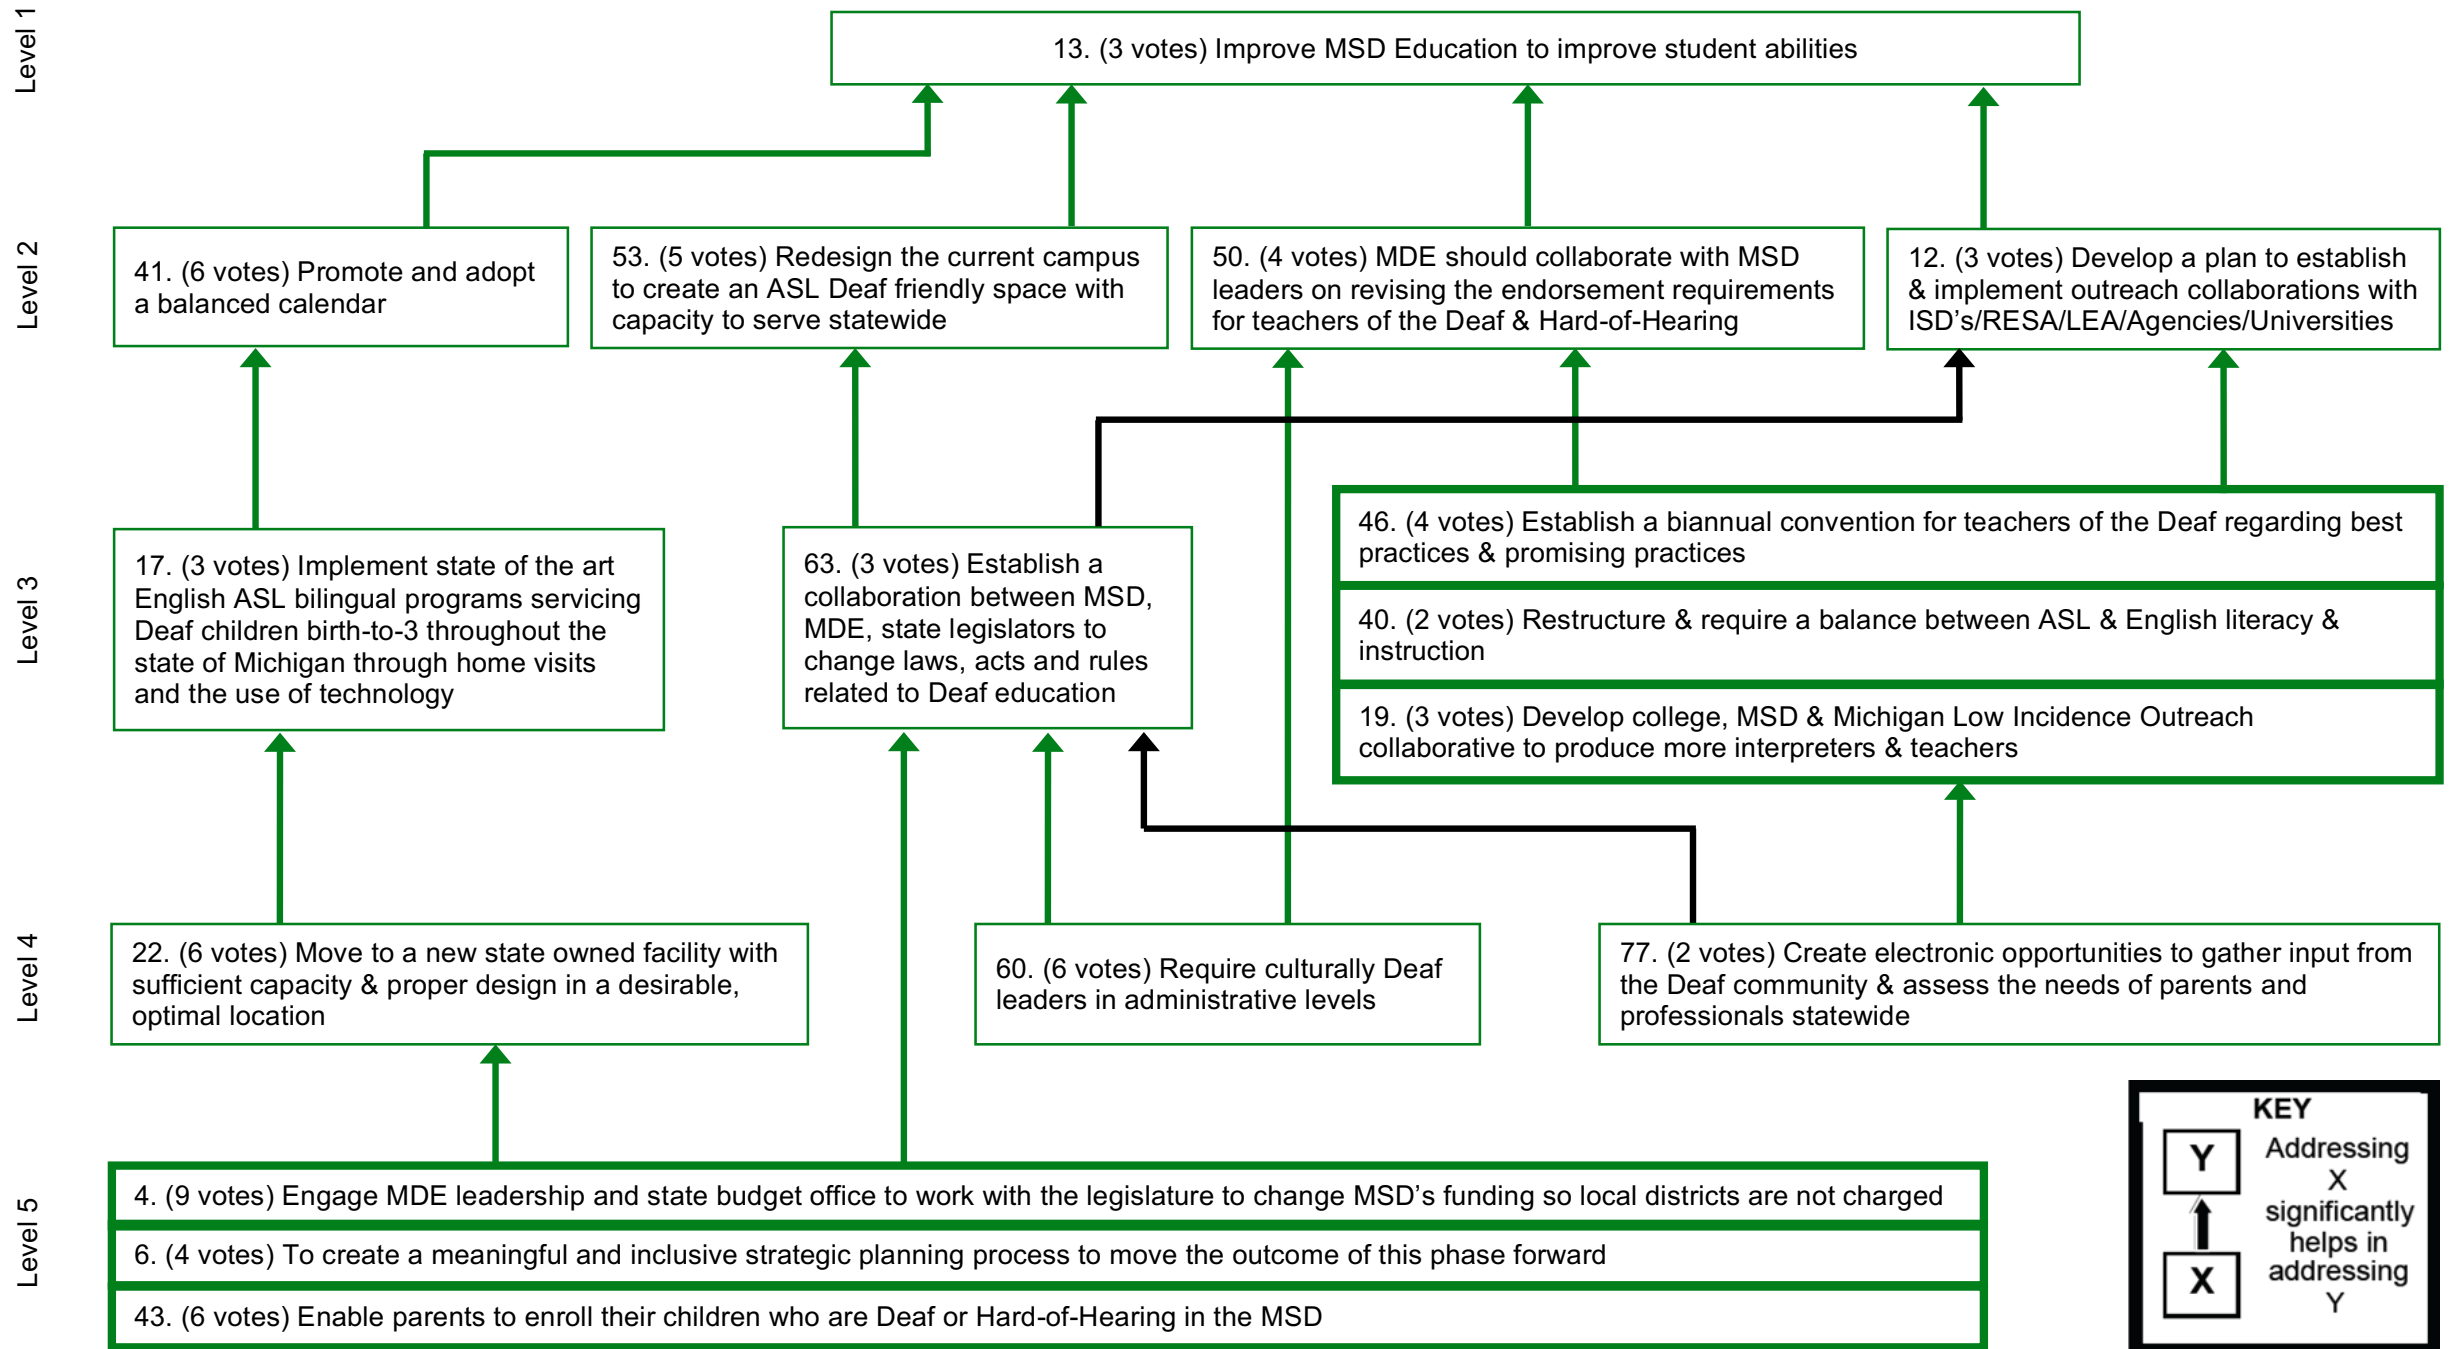 Level 1
13. (3 votes) Improve MSD Education to improve student abilities
Level 2
41. (6 votes) Promote and adopt
a balanced calendar
53. (5 votes) Redesign the current campus
to create an ASL Deaf friendly space with
capacity to serve statewide
50. (4 votes) MDE should collaborate with MSD
leaders on revising the endorsement requirements
for teachers of the Deaf & Hard-of-Hearing
12. (3 votes) Develop a plan to establish
& implement outreach collaborations with
ISD’s/RESA/LEA/Agencies/Universities
Level 3
17. (3 votes) Implement state of the art
English ASL bilingual programs servicing
Deaf children birth-to-3 throughout the
state of Michigan through home visits
and the use of technology
63. (3 votes) Establish a
collaboration between MSD,
MDE, state legislators to
change laws, acts and rules
related to Deaf education
46. (4 votes) Establish a biannual convention for teachers of the Deaf regarding best
practices & promising practices
40. (2 votes) Restructure & require a balance between ASL & English literacy &
instruction
19. (3 votes) Develop college, MSD & Michigan Low Incidence Outreach
collaborative to produce more interpreters & teachers
Level 4
22. (6 votes) Move to a new state owned facility with
sufficient capacity & proper design in a desirable,
optimal location
60. (6 votes) Require culturally Deaf
leaders in administrative levels
77. (2 votes) Create electronic opportunities to gather input from
the Deaf community & assess the needs of parents and
professionals statewide
Level 5
4. (9 votes) Engage MDE leadership and state budget office to work with the legislature to change MSD’s funding so local districts are not charged
6. (4 votes) To create a meaningful and inclusive strategic planning process to move the outcome of this phase forward
43. (6 votes) Enable parents to enroll their children who are Deaf or Hard-of-Hearing in the MSD
KEY
Y
X
Addressing
X
significantly
helps in
addressing
Y